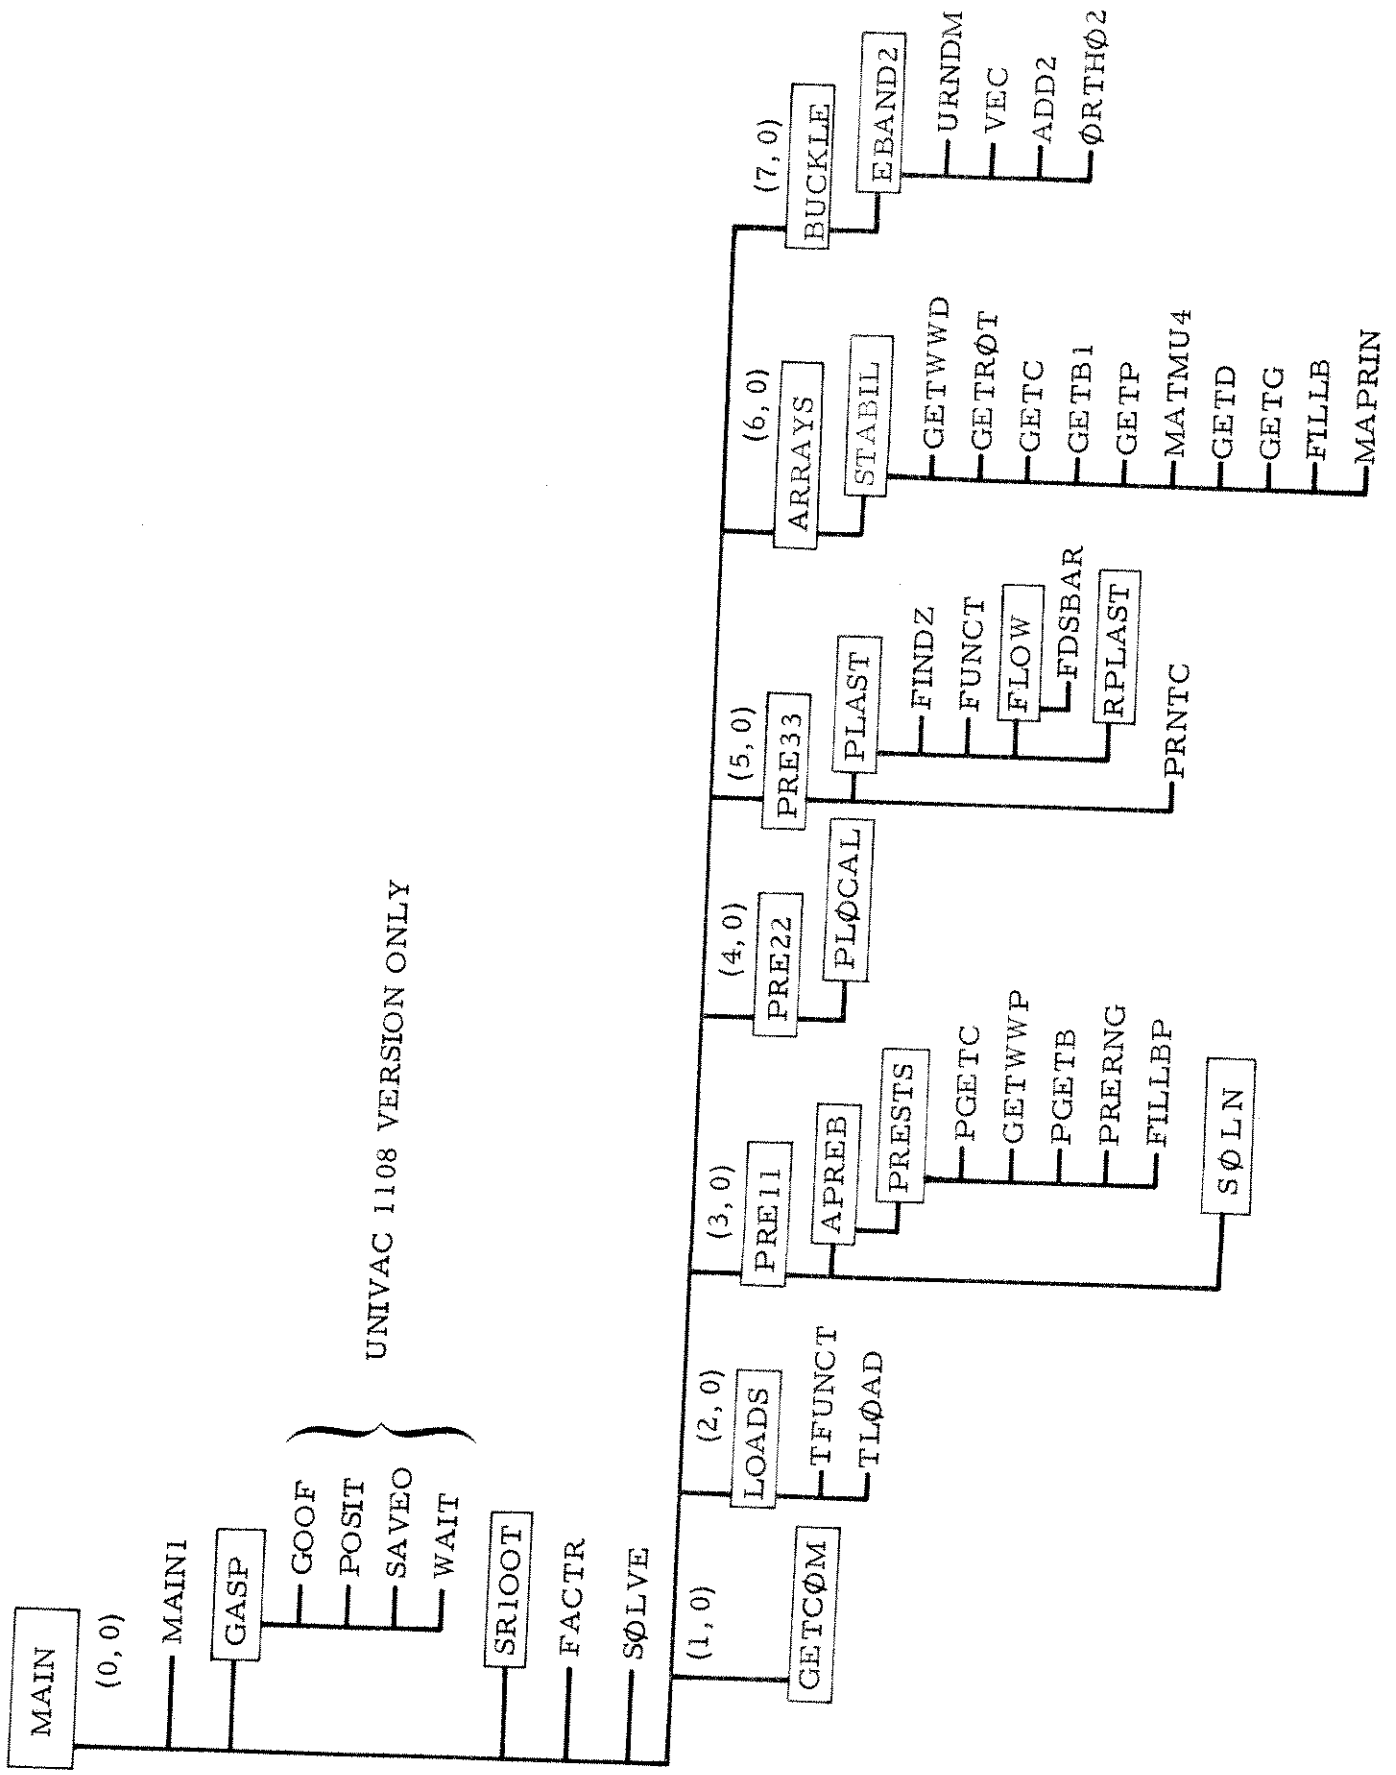 MAIN
(0, 0)
MAIN1
GASP
GOOF
POSIT
SAVEO
WAIT
UNIVAC 1108 VERSION ONLY
SR1OOT
FACTR
SØLVE
(1, 0)
GETCØM
(2, 0)
LOADS
TFUNCT
TLØAD
(3, 0)
PRE11
APREB
PRESTS
PGETC
GETWWP
PGETB
PRERNG
FILLBP
SØLN
(4, 0)
PRE22
PLØCAL
(5, 0)
PRE33
PLAST
FINDZ
FUNCT
FLOW
FDSBAR
RPLAST
PRNTC
(6, 0)
ARRAYS
STABIL
GETWWD
GETRØT
GETC
GETB1
GETP
MATMU4
GETD
GETG
FILLB
MAPRIN
(7, 0)
BUCKLE
EBAND2
URNDM
VEC
ADD2
ØRTHØ2